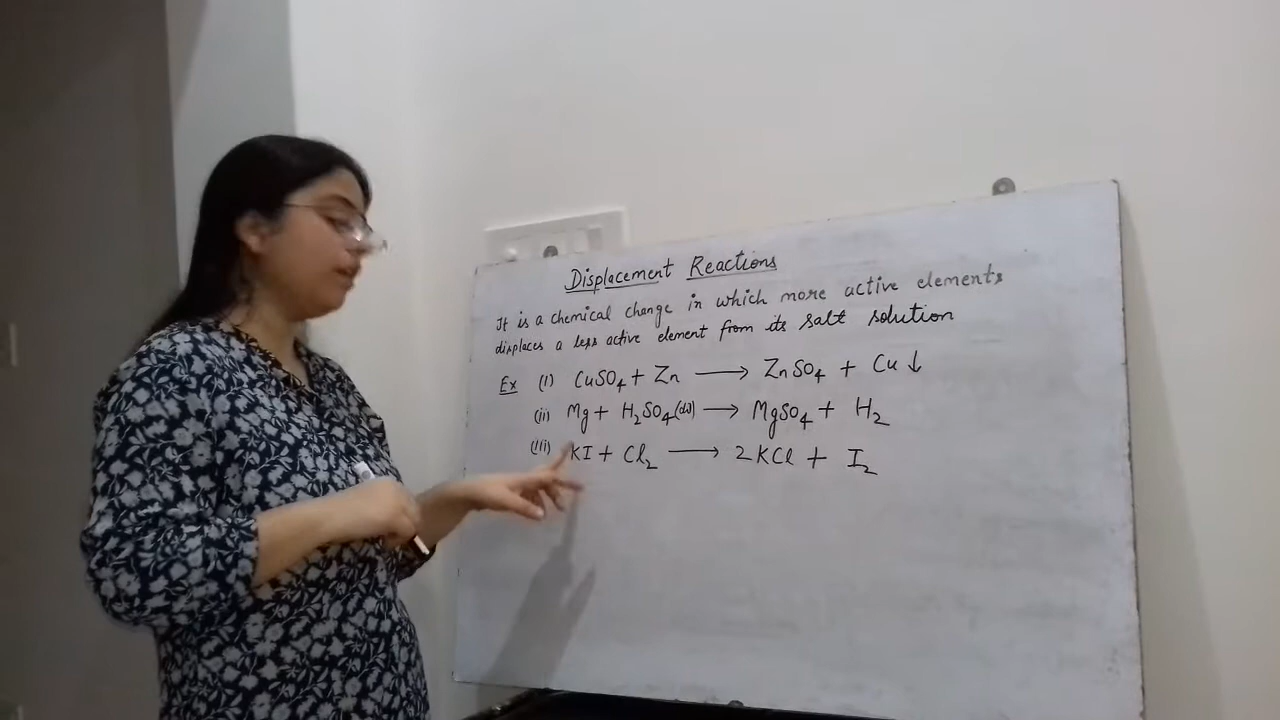 Displacement Reactions
It is a chemical change in which more active elements
displaces a less active element from its salt solution
Ex (i) CuSO₄ + Zn ⟶ ZnSO₄ + Cu ↓
(ii) Mg + H₂SO₄(dil) ⟶ MgSO₄ + H₂
(iii) KI + Cl₂ ⟶ 2KCl + I₂